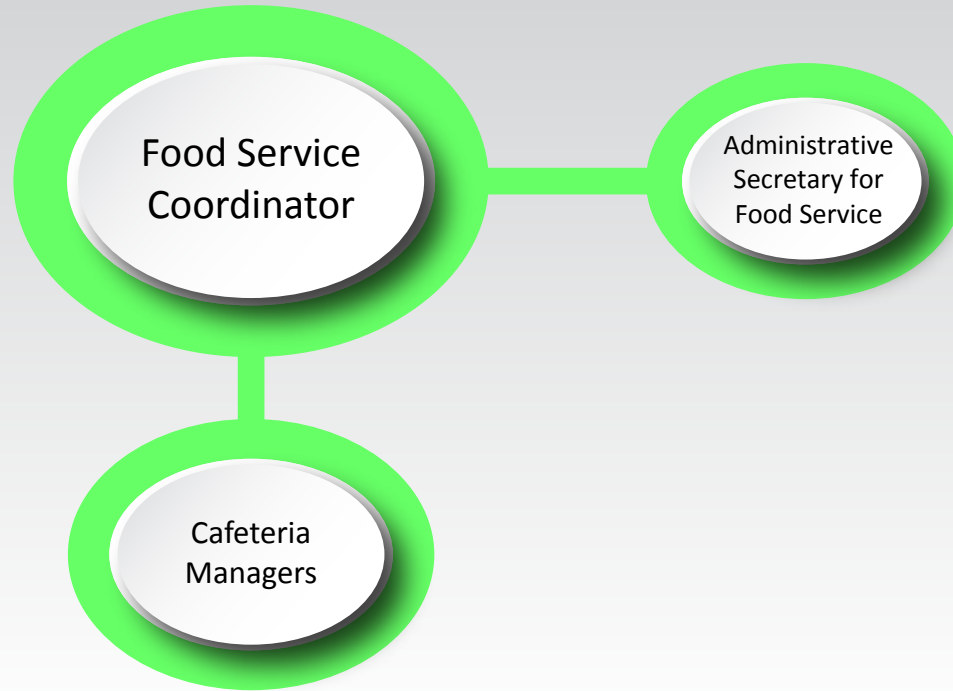 Food Service
Coordinator
Administrative
Secretary for
Food Service
Cafeteria
Managers